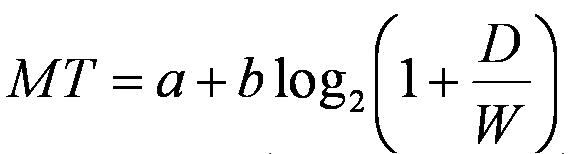 MT = a + b log₂(1 + D/W)